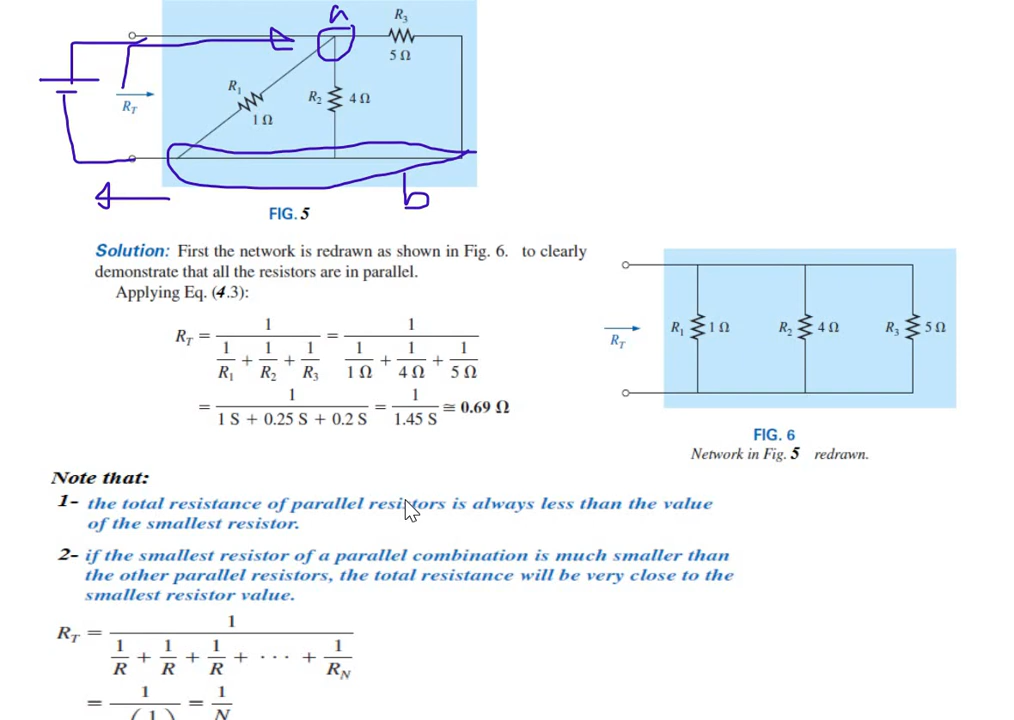 a
R3
5 Ω
R1
1 Ω
R2
4 Ω
RT
b
FIG. 5
Solution: First the network is redrawn as shown in Fig. 6. to clearly
demonstrate that all the resistors are in parallel.
Applying Eq. (4.3):
RT = 1 / (1/R1 + 1/R2 + 1/R3) = 1 / (1/1 Ω + 1/4 Ω + 1/5 Ω)
= 1 / (1 S + 0.25 S + 0.2 S) = 1 / 1.45 S ≅ 0.69 Ω
RT
R1 1 Ω
R2 4 Ω
R3 5 Ω
FIG. 6
Network in Fig. 5 redrawn.
Note that:
1- the total resistance of parallel resistors is always less than the value
of the smallest resistor.
2- if the smallest resistor of a parallel combination is much smaller than
the other parallel resistors, the total resistance will be very close to the
smallest resistor value.
RT = 1 / (1/R + 1/R + 1/R + · · · + 1/RN)
= 1 / (1) = 1 / N